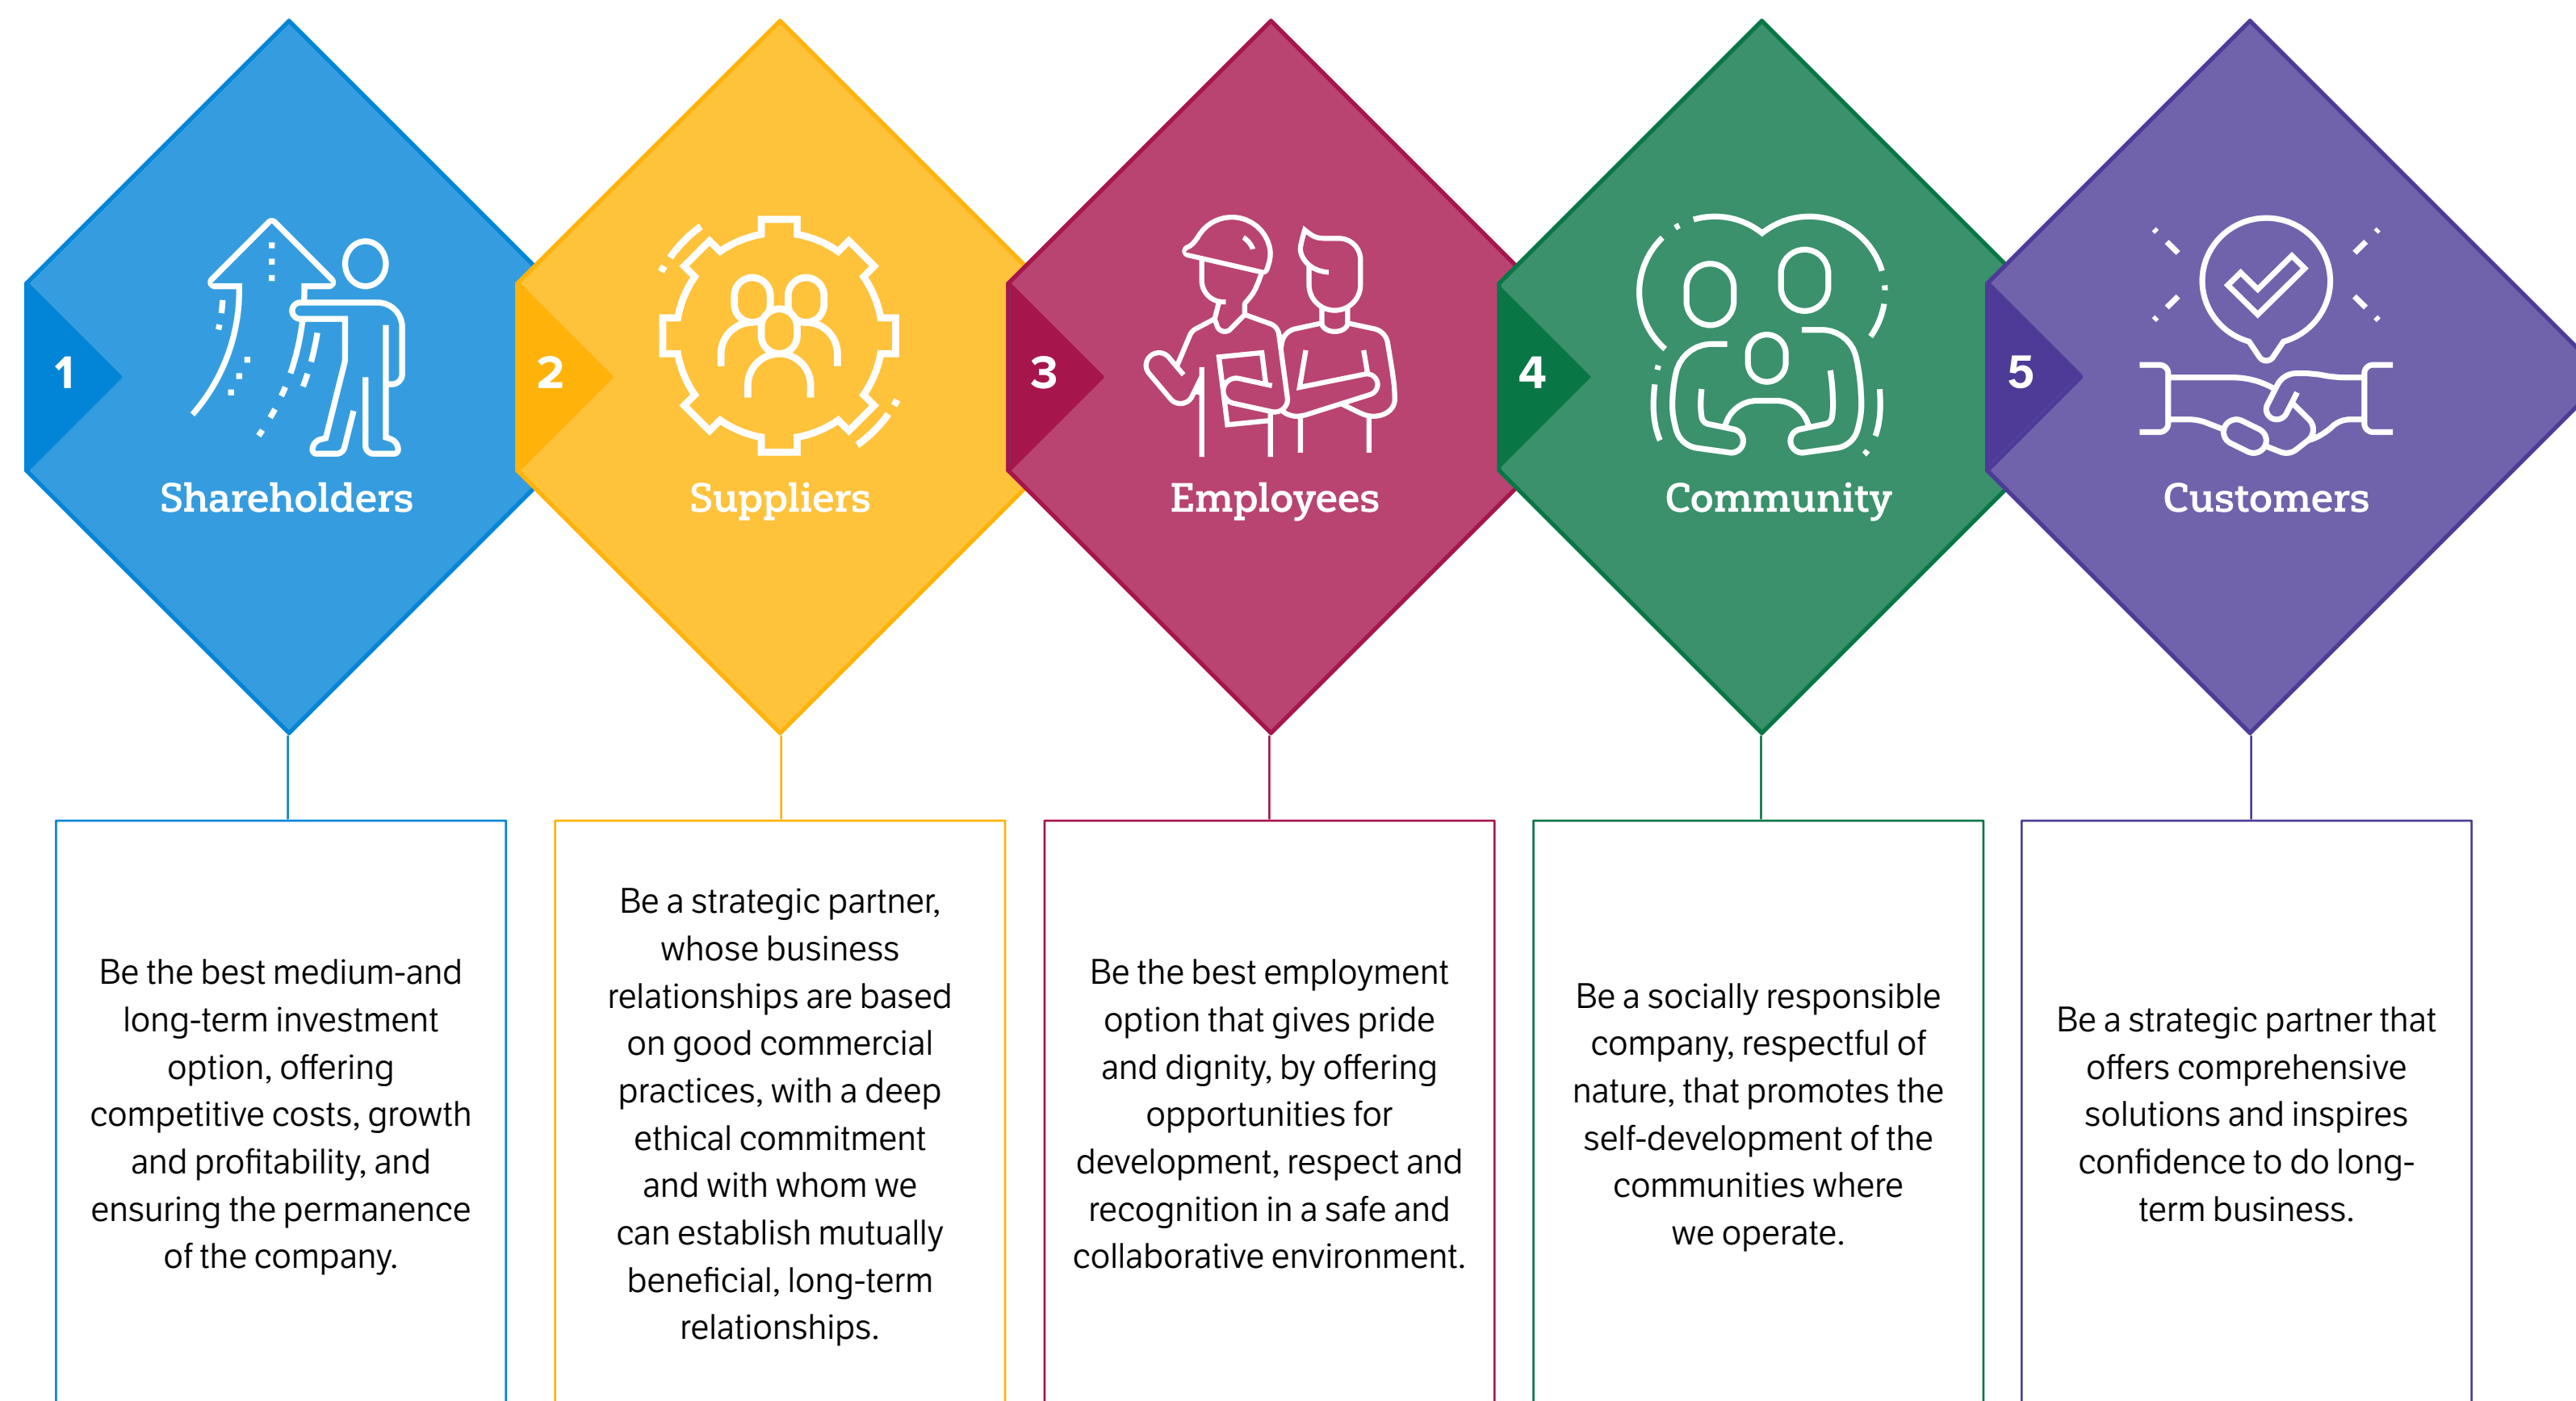 1
Shareholders
Be the best medium-and
long-term investment
option, offering
competitive costs, growth
and profitability, and
ensuring the permanence
of the company.
2
Suppliers
Be a strategic partner,
whose business
relationships are based
on good commercial
practices, with a deep
ethical commitment
and with whom we
can establish mutually
beneficial, long-term
relationships.
3
Employees
Be the best employment
option that gives pride
and dignity, by offering
opportunities for
development, respect and
recognition in a safe and
collaborative environment.
4
Community
Be a socially responsible
company, respectful of
nature, that promotes the
self-development of the
communities where
we operate.
5
Customers
Be a strategic partner that
offers comprehensive
solutions and inspires
confidence to do long-
term business.